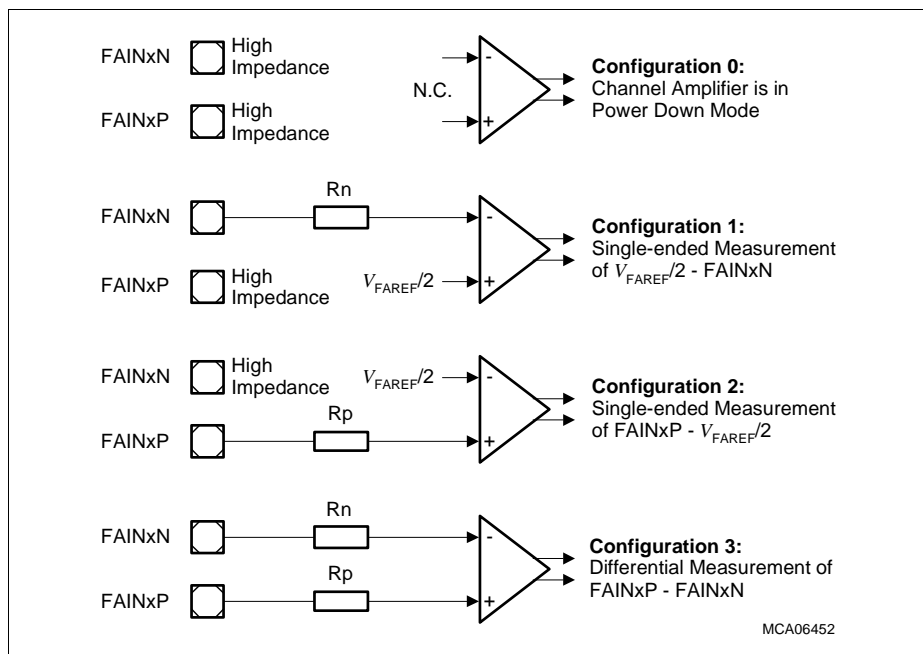 FAINxN High Impedance
N.C.
FAINxP High Impedance
-
+
Configuration 0:
Channel Amplifier is in
Power Down Mode
Rn
FAINxN
FAINxP High Impedance
VFAREF/2
-
+
Configuration 1:
Single-ended Measurement
of VFAREF/2 - FAINxN
FAINxN High Impedance
VFAREF/2
Rp
FAINxP
-
+
Configuration 2:
Single-ended Measurement
of FAINxP - VFAREF/2
Rn
FAINxN
Rp
FAINxP
-
+
Configuration 3:
Differential Measurement of
FAINxP - FAINxN
MCA06452